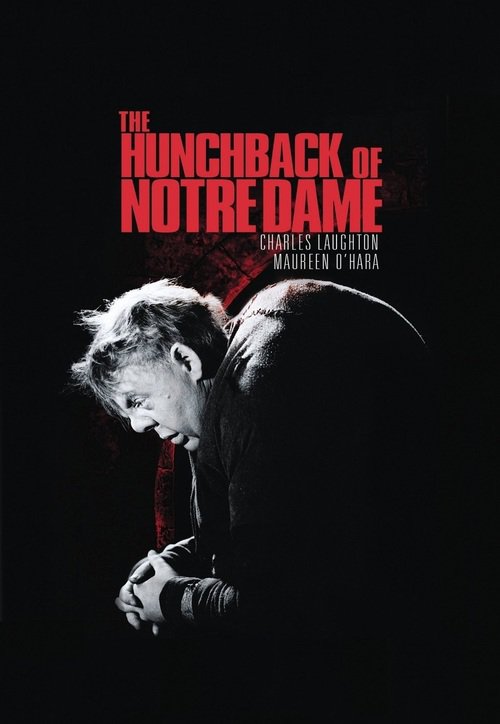 THE
HUNCHBACK OF
NOTRE DAME
CHARLES LAUGHTON
MAUREEN O'HARA